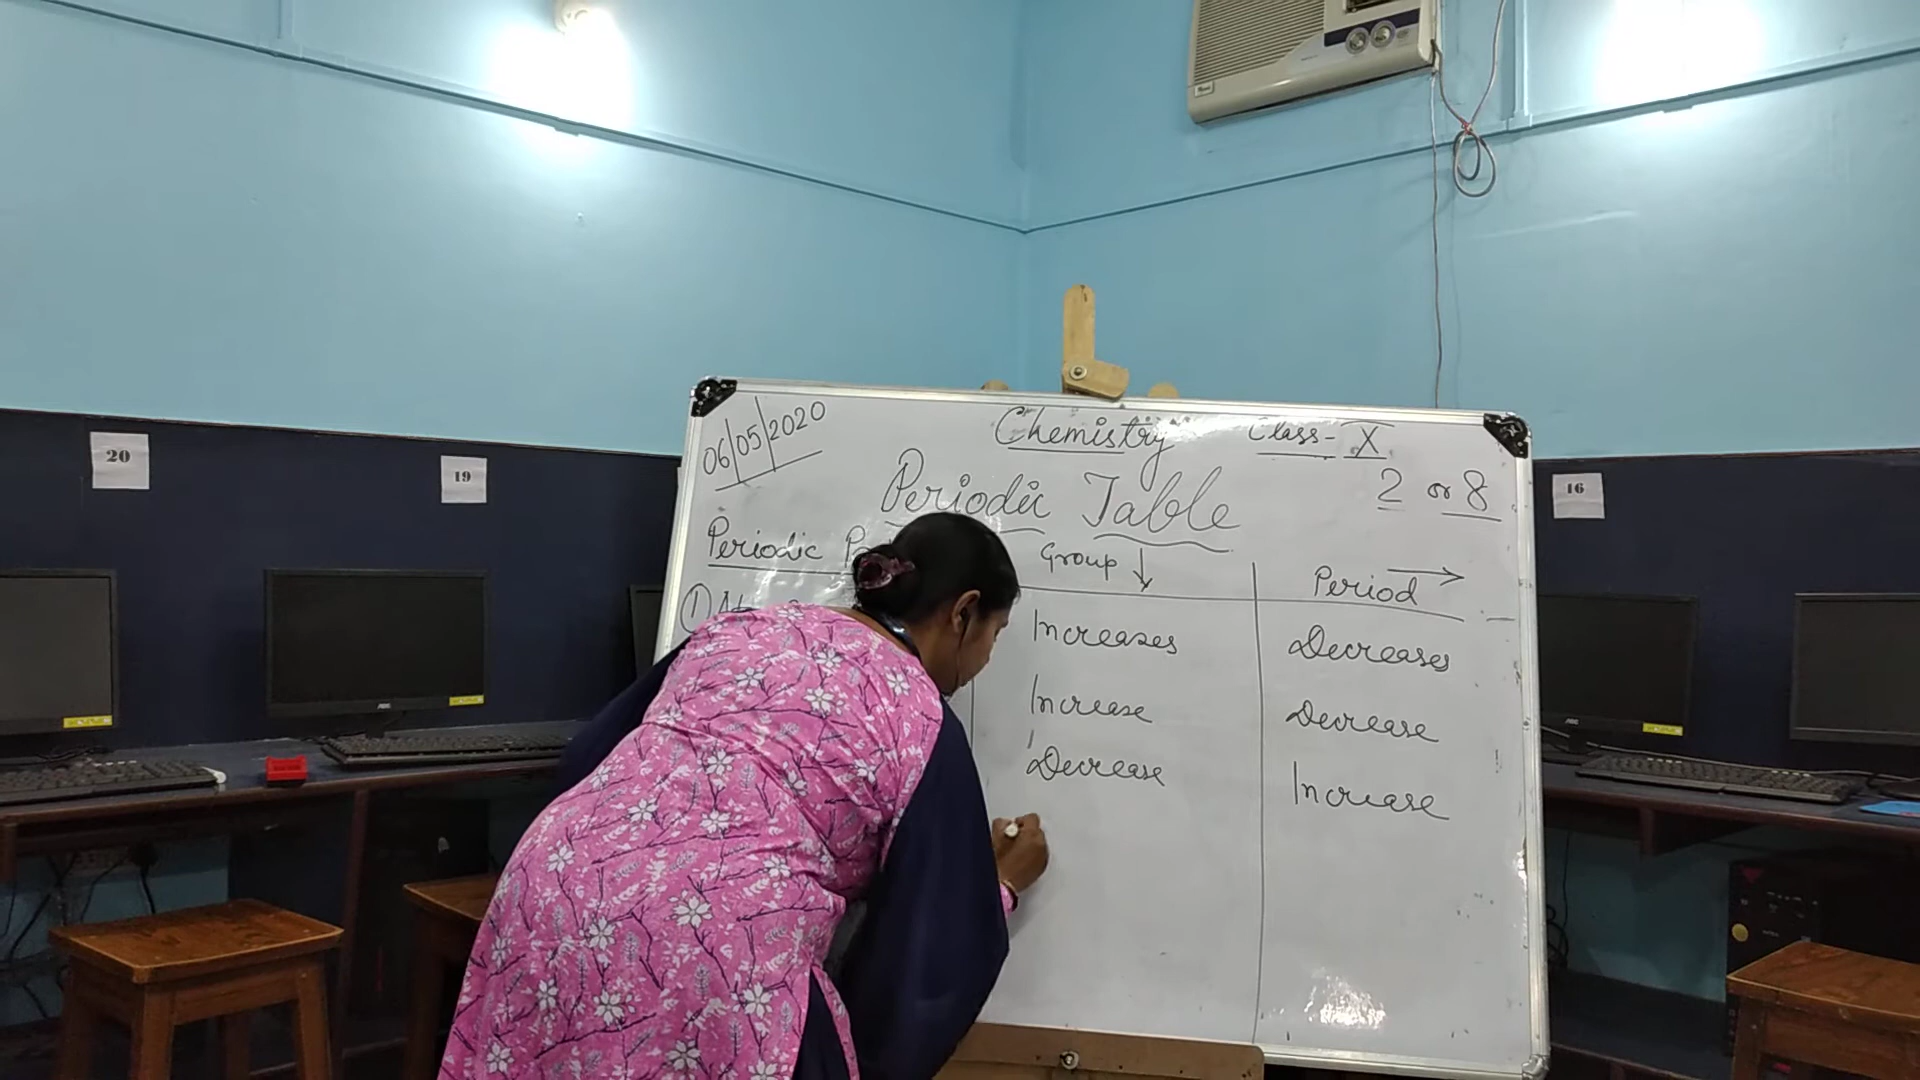 20
19
16
06/05/2020
Chemistry Class - X
2 or 8
Periodic Table
Periodic
Group ↓ Period →
Increases Decreases
Increase Decrease
Decrease Increase